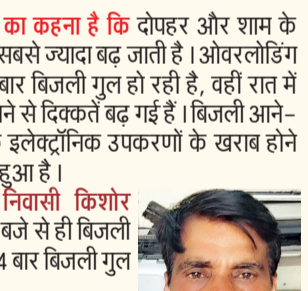 का कहना है कि दोपहर और शाम के
सबसे ज्यादा बढ़ जाती है। ओवरलोडिंग
बार बिजली गुल हो रही है, वहीं रात में
ने से दिक्कतें बढ़ गई हैं। बिजली आने-
इलेक्ट्रॉनिक उपकरणों के खराब होने
हुआ है।
निवासी किशोर
बजे से ही बिजली
4 बार बिजली गुल